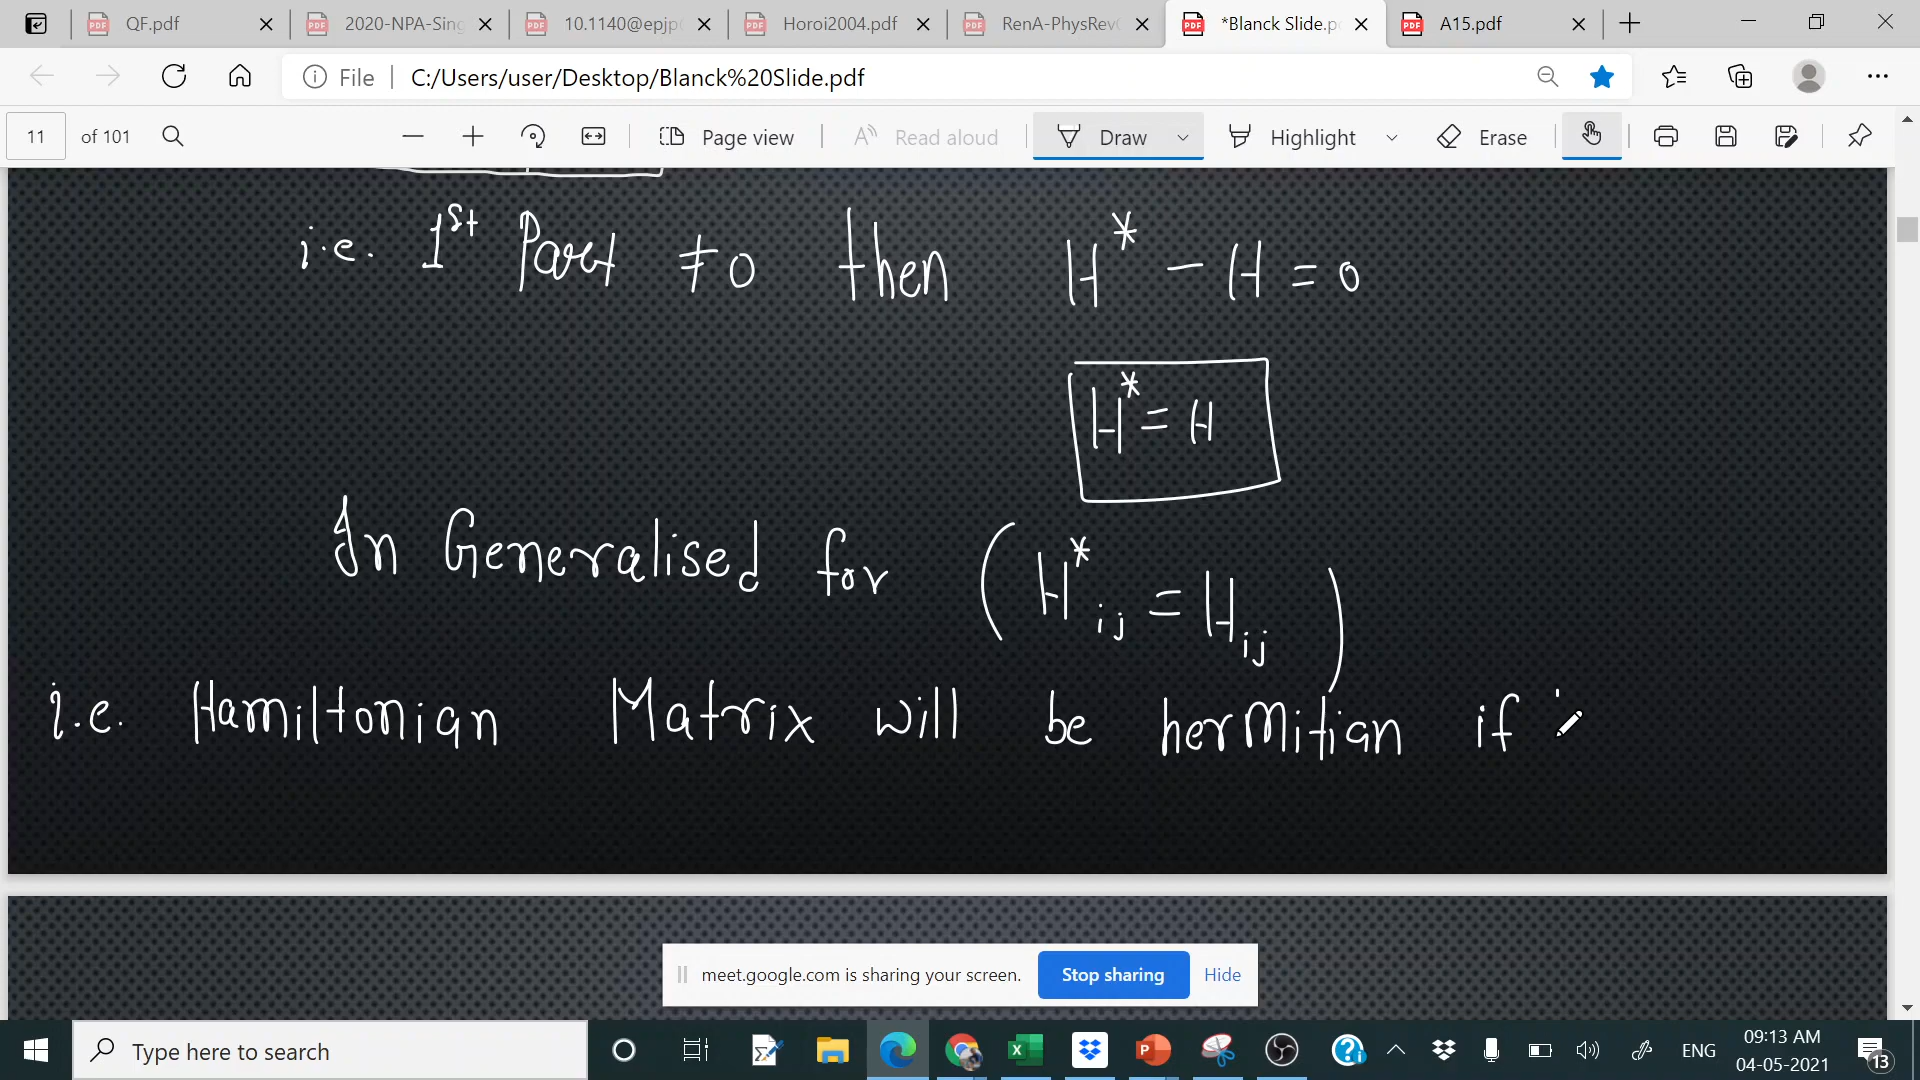 QF.pdf
2020-NPA-Sing
10.1140@epjp
Horoi2004.pdf
RenA-PhysRevC
*Blanck Slide.p
A15.pdf
File
C:/Users/user/Desktop/Blanck%20Slide.pdf
11 of 101
Page view
Read aloud
Draw
Highlight
Erase
i.e. 1st Part ≠ 0 then H* - H = 0
H* = H
In Generalised for (H*ij = Hij)
i.e. Hamiltonian Matrix will be hermitian if
meet.google.com is sharing your screen. Stop sharing Hide
Type here to search
ENG
09:13 AM
04-05-2021
13